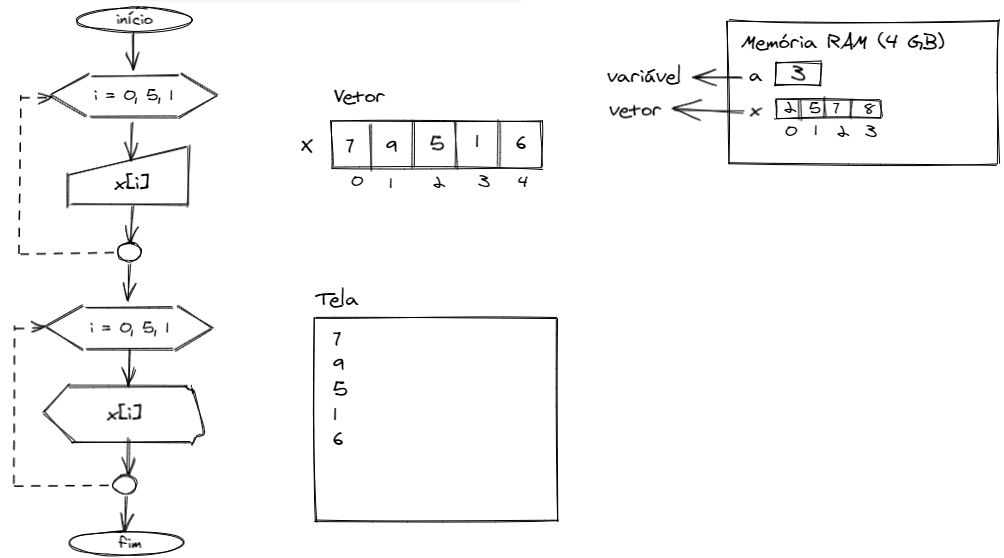 início
i = 0, 5, 1
x[i]
i = 0, 5, 1
x[i]
fim
Vetor
x 7 9 5 1 6
0 1 2 3 4
Tela
7
9
5
1
6
Memória RAM (4 GB)
variável a 3
vetor x 2 5 7 8
0 1 2 3